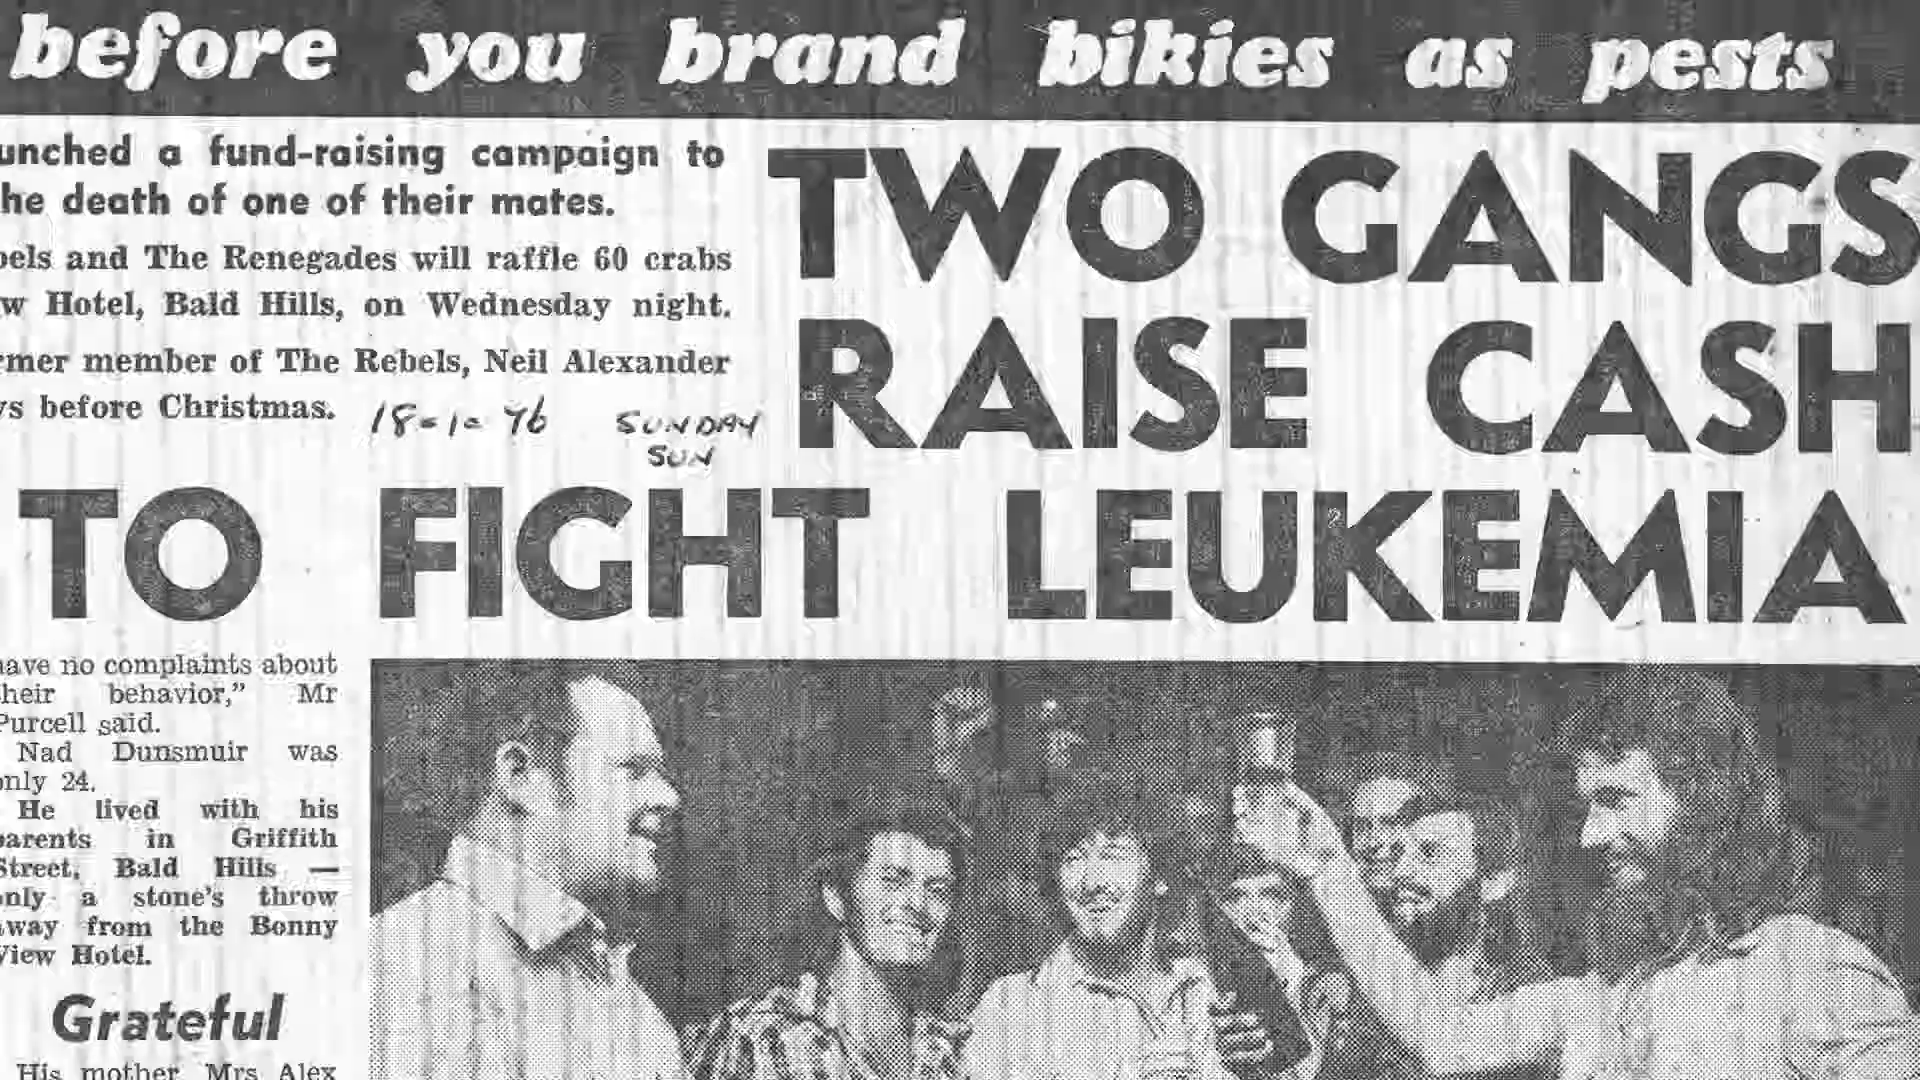 before you brand bikies as pests
unched a fund-raising campaign to
he death of one of their mates.
bels and The Renegades will raffle 60 crabs
w Hotel, Bald Hills, on Wednesday night.
rmer member of The Rebels, Neil Alexander
ys before Christmas.
18-1-76 SUNDAY
SUN
TWO GANGS
RAISE CASH
TO FIGHT LEUKEMIA
have no complaints about
their behavior,” Mr
Purcell said.
Nad Dunsmuir was
only 24.
He lived with his
parents in Griffith
Street, Bald Hills —
only a stone's throw
away from the Bonny
View Hotel.
Grateful
His mother, Mrs Alex